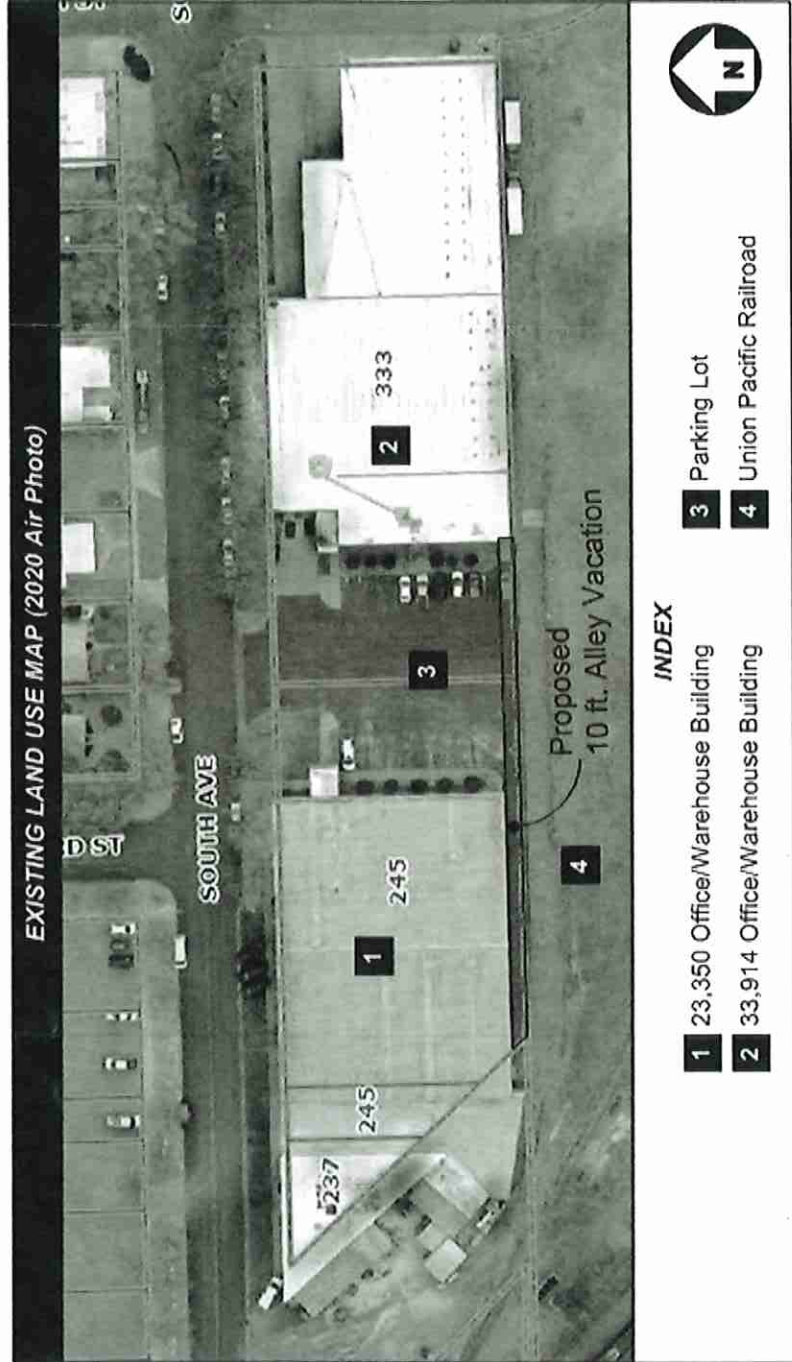 EXISTING LAND USE MAP (2020 Air Photo)
D ST
SOUTH AVE
237
245
245
333
1
2
3
4
Proposed
10 ft. Alley Vacation
INDEX
1 23,350 Office/Warehouse Building
2 33,914 Office/Warehouse Building
3 Parking Lot
4 Union Pacific Railroad
N